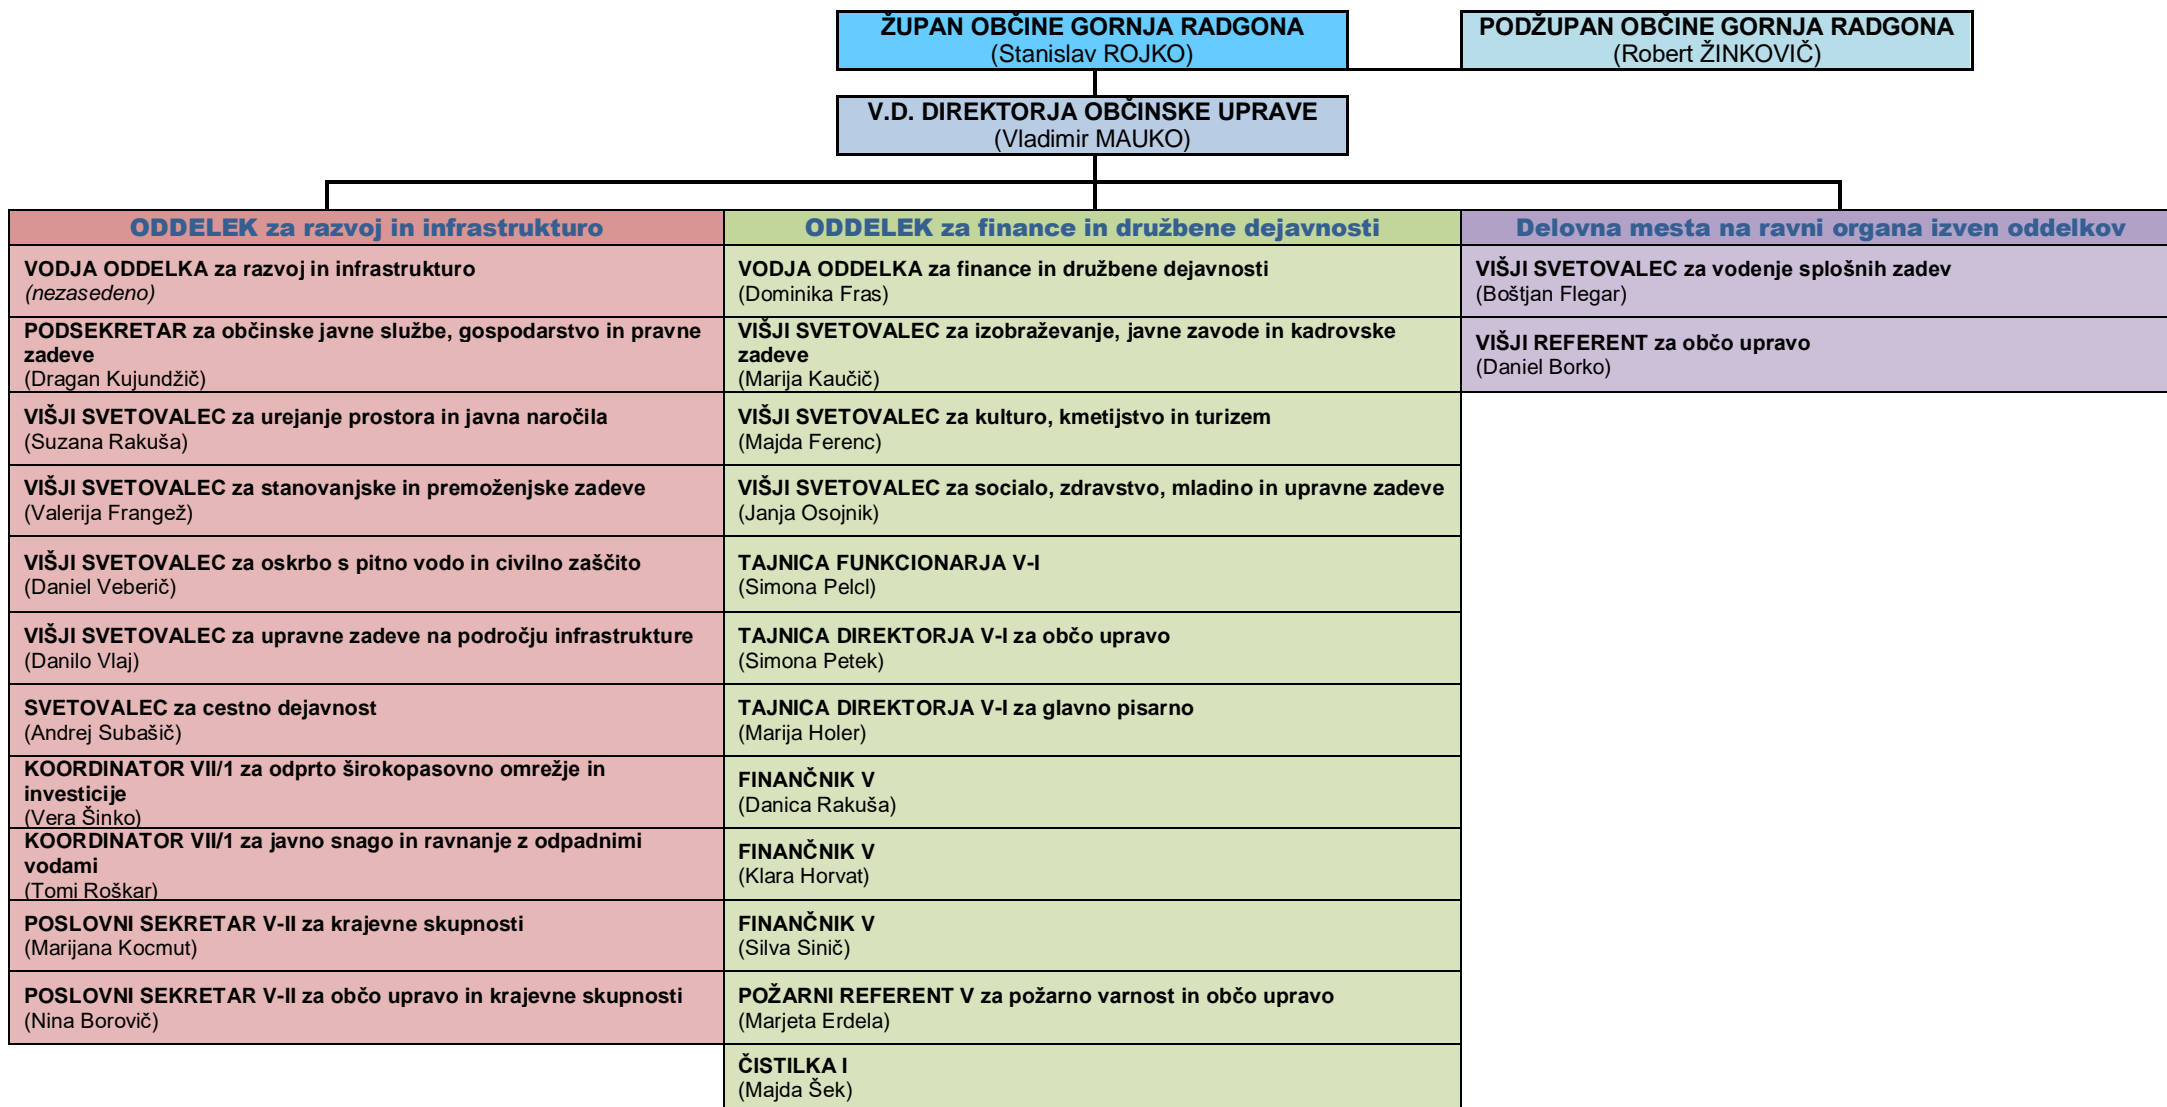 ŽUPAN OBČINE GORNJA RADGONA
(Stanislav ROJKO)
PODŽUPAN OBČINE GORNJA RADGONA
(Robert ŽINKOVIČ)
V.D. DIREKTORJA OBČINSKE UPRAVE
(Vladimir MAUKO)
ODDELEK za razvoj in infrastrukturo
VODJA ODDELKA za razvoj in infrastrukturo
(nezasedeno)
PODSEKRETAR za občinske javne službe, gospodarstvo in pravne
zadeve
(Dragan Kujundžič)
VIŠJI SVETOVALEC za urejanje prostora in javna naročila
(Suzana Rakuša)
VIŠJI SVETOVALEC za stanovanjske in premoženjske zadeve
(Valerija Frangež)
VIŠJI SVETOVALEC za oskrbo s pitno vodo in civilno zaščito
(Daniel Veberič)
VIŠJI SVETOVALEC za upravne zadeve na področju infrastrukture
(Danilo Vlaj)
SVETOVALEC za cestno dejavnost
(Andrej Subašič)
KOORDINATOR VII/1 za odprto širokopasovno omrežje in
investicije
(Vera Šinko)
KOORDINATOR VII/1 za javno snago in ravnanje z odpadnimi
vodami
(Tomi Roškar)
POSLOVNI SEKRETAR V-II za krajevne skupnosti
(Marijana Kocmut)
POSLOVNI SEKRETAR V-II za občo upravo in krajevne skupnosti
(Nina Borovič)
ODDELEK za finance in družbene dejavnosti
VODJA ODDELKA za finance in družbene dejavnosti
(Dominika Fras)
VIŠJI SVETOVALEC za izobraževanje, javne zavode in kadrovske
zadeve
(Marija Kaučič)
VIŠJI SVETOVALEC za kulturo, kmetijstvo in turizem
(Majda Ferenc)
VIŠJI SVETOVALEC za socialo, zdravstvo, mladino in upravne zadeve
(Janja Osojnik)
TAJNICA FUNKCIONARJA V-I
(Simona Pelcl)
TAJNICA DIREKTORJA V-I za občo upravo
(Simona Petek)
TAJNICA DIREKTORJA V-I za glavno pisarno
(Marija Holer)
FINANČNIK V
(Danica Rakuša)
FINANČNIK V
(Klara Horvat)
FINANČNIK V
(Silva Sinič)
POŽARNI REFERENT V za požarno varnost in občo upravo
(Marjeta Erdela)
ČISTILKA I
(Majda Šek)
Delovna mesta na ravni organa izven oddelkov
VIŠJI SVETOVALEC za vodenje splošnih zadev
(Boštjan Flegar)
VIŠJI REFERENT za občo upravo
(Daniel Borko)